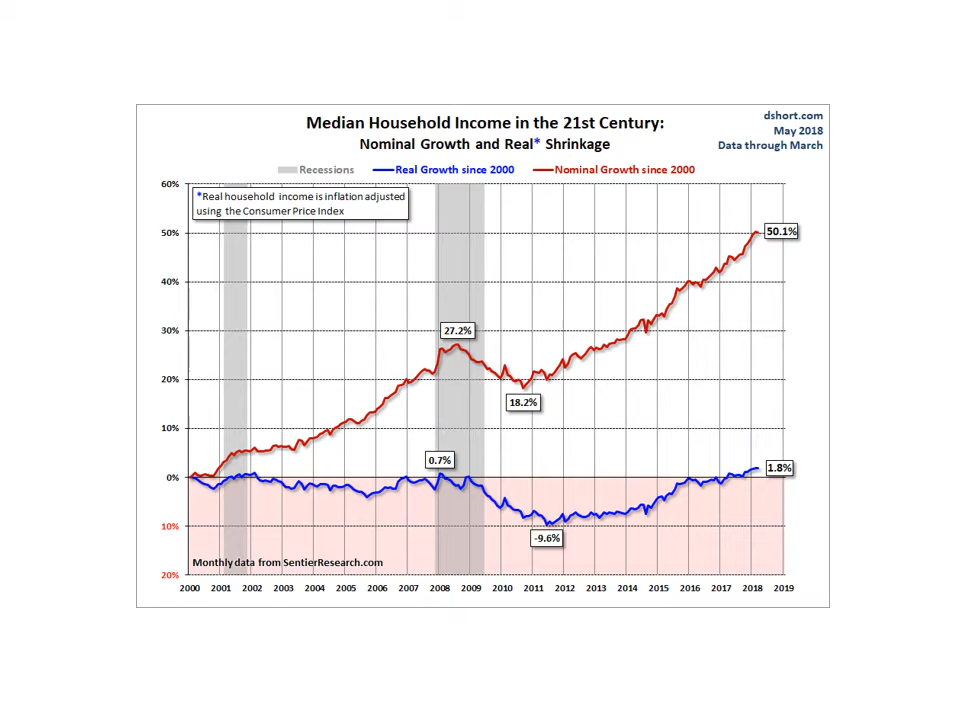 Median Household Income in the 21st Century:
Nominal Growth and Real* Shrinkage
dshort.com
May 2018
Data through March
Recessions
Real Growth since 2000
Nominal Growth since 2000
*Real household income is inflation adjusted
using the Consumer Price Index
60%
50%
40%
30%
20%
10%
0%
10%
20%
50.1%
27.2%
18.2%
0.7%
1.8%
-9.6%
Monthly data from SentierResearch.com
2000 2001 2002 2003 2004 2005 2006 2007 2008 2009 2010 2011 2012 2013 2014 2015 2016 2017 2018 2019